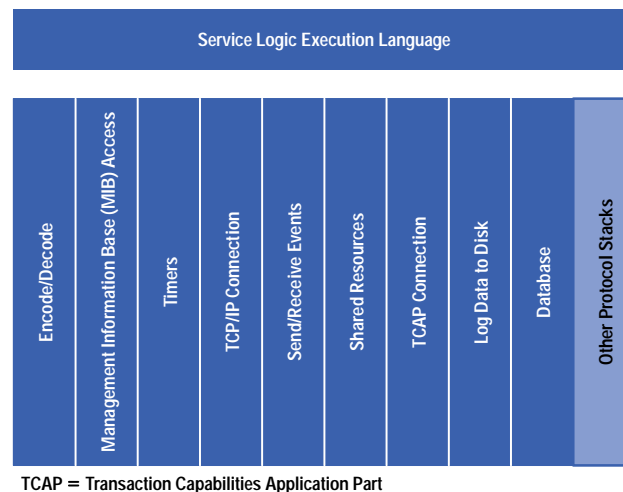 Service Logic Execution Language
Encode/Decode
Management Information Base (MIB) Access
Timers
TCP/IP Connection
Send/Receive Events
Shared Resources
TCAP Connection
Log Data to Disk
Database
Other Protocol Stacks
TCAP = Transaction Capabilities Application Part